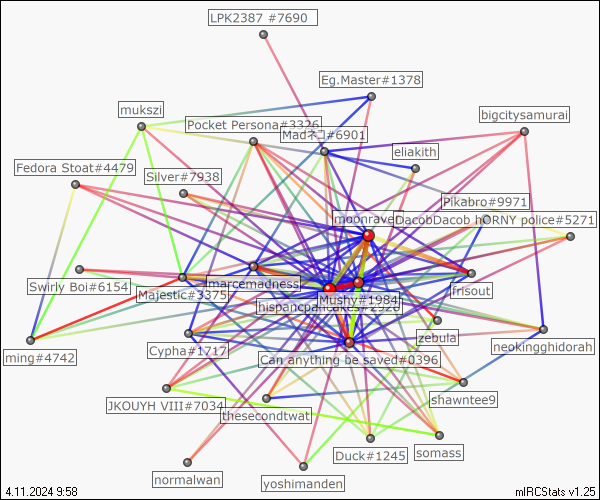 LPK2387 #7690
Eg.Master#1378
mukszi
bigcitysamurai
Pocket Persona#3326
Madネコ#6901
eliakith
Fedora Stoat#4479
Silver#7938
Pikabro#9971
moonrave
DacobDacob hORNY police#5271
Swirly Boi#6154
marcemadness
frisout
Majestic#3375
Mushy#1984
hispancpancakes#2928
zebula
neokingghidorah
ming#4742
Cypha#1717
Can anything be saved#0396
shawntee9
JKOUYH VIII#7034
thesecondtwat
somass
Duck#1245
normalwan
yoshimanden
4.11.2024 9:58
mIRCStats v1.25